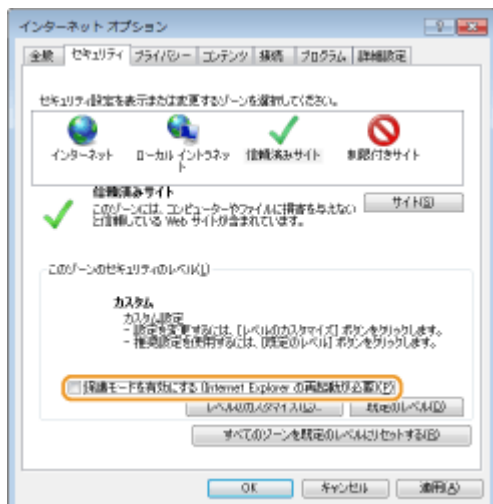 インターネット オプション
全般 セキュリティ プライバシー コンテンツ 接続 プログラム 詳細設定
セキュリティ設定を表示または変更するゾーンを選択してください。
インターネット ローカル イントラネット 信頼済みサイト 制限付きサイト
信頼済みサイト
サイト(S)
このゾーンには、コンピューターやファイルに損害を与えない
と信頼している Web サイトが含まれています。
このゾーンのセキュリティのレベル(L)
カスタム
カスタム設定
- 設定を変更するには、[レベルのカスタマイズ] ボタンをクリックします。
- 推奨設定を使用するには、[既定のレベル] ボタンをクリックします。
保護モードを有効にする (Internet Explorer の再起動が必要)(P)
レベルのカスタマイズ(C)... 既定のレベル(D)
すべてのゾーンを既定のレベルにリセットする(R)
OK キャンセル 適用(A)